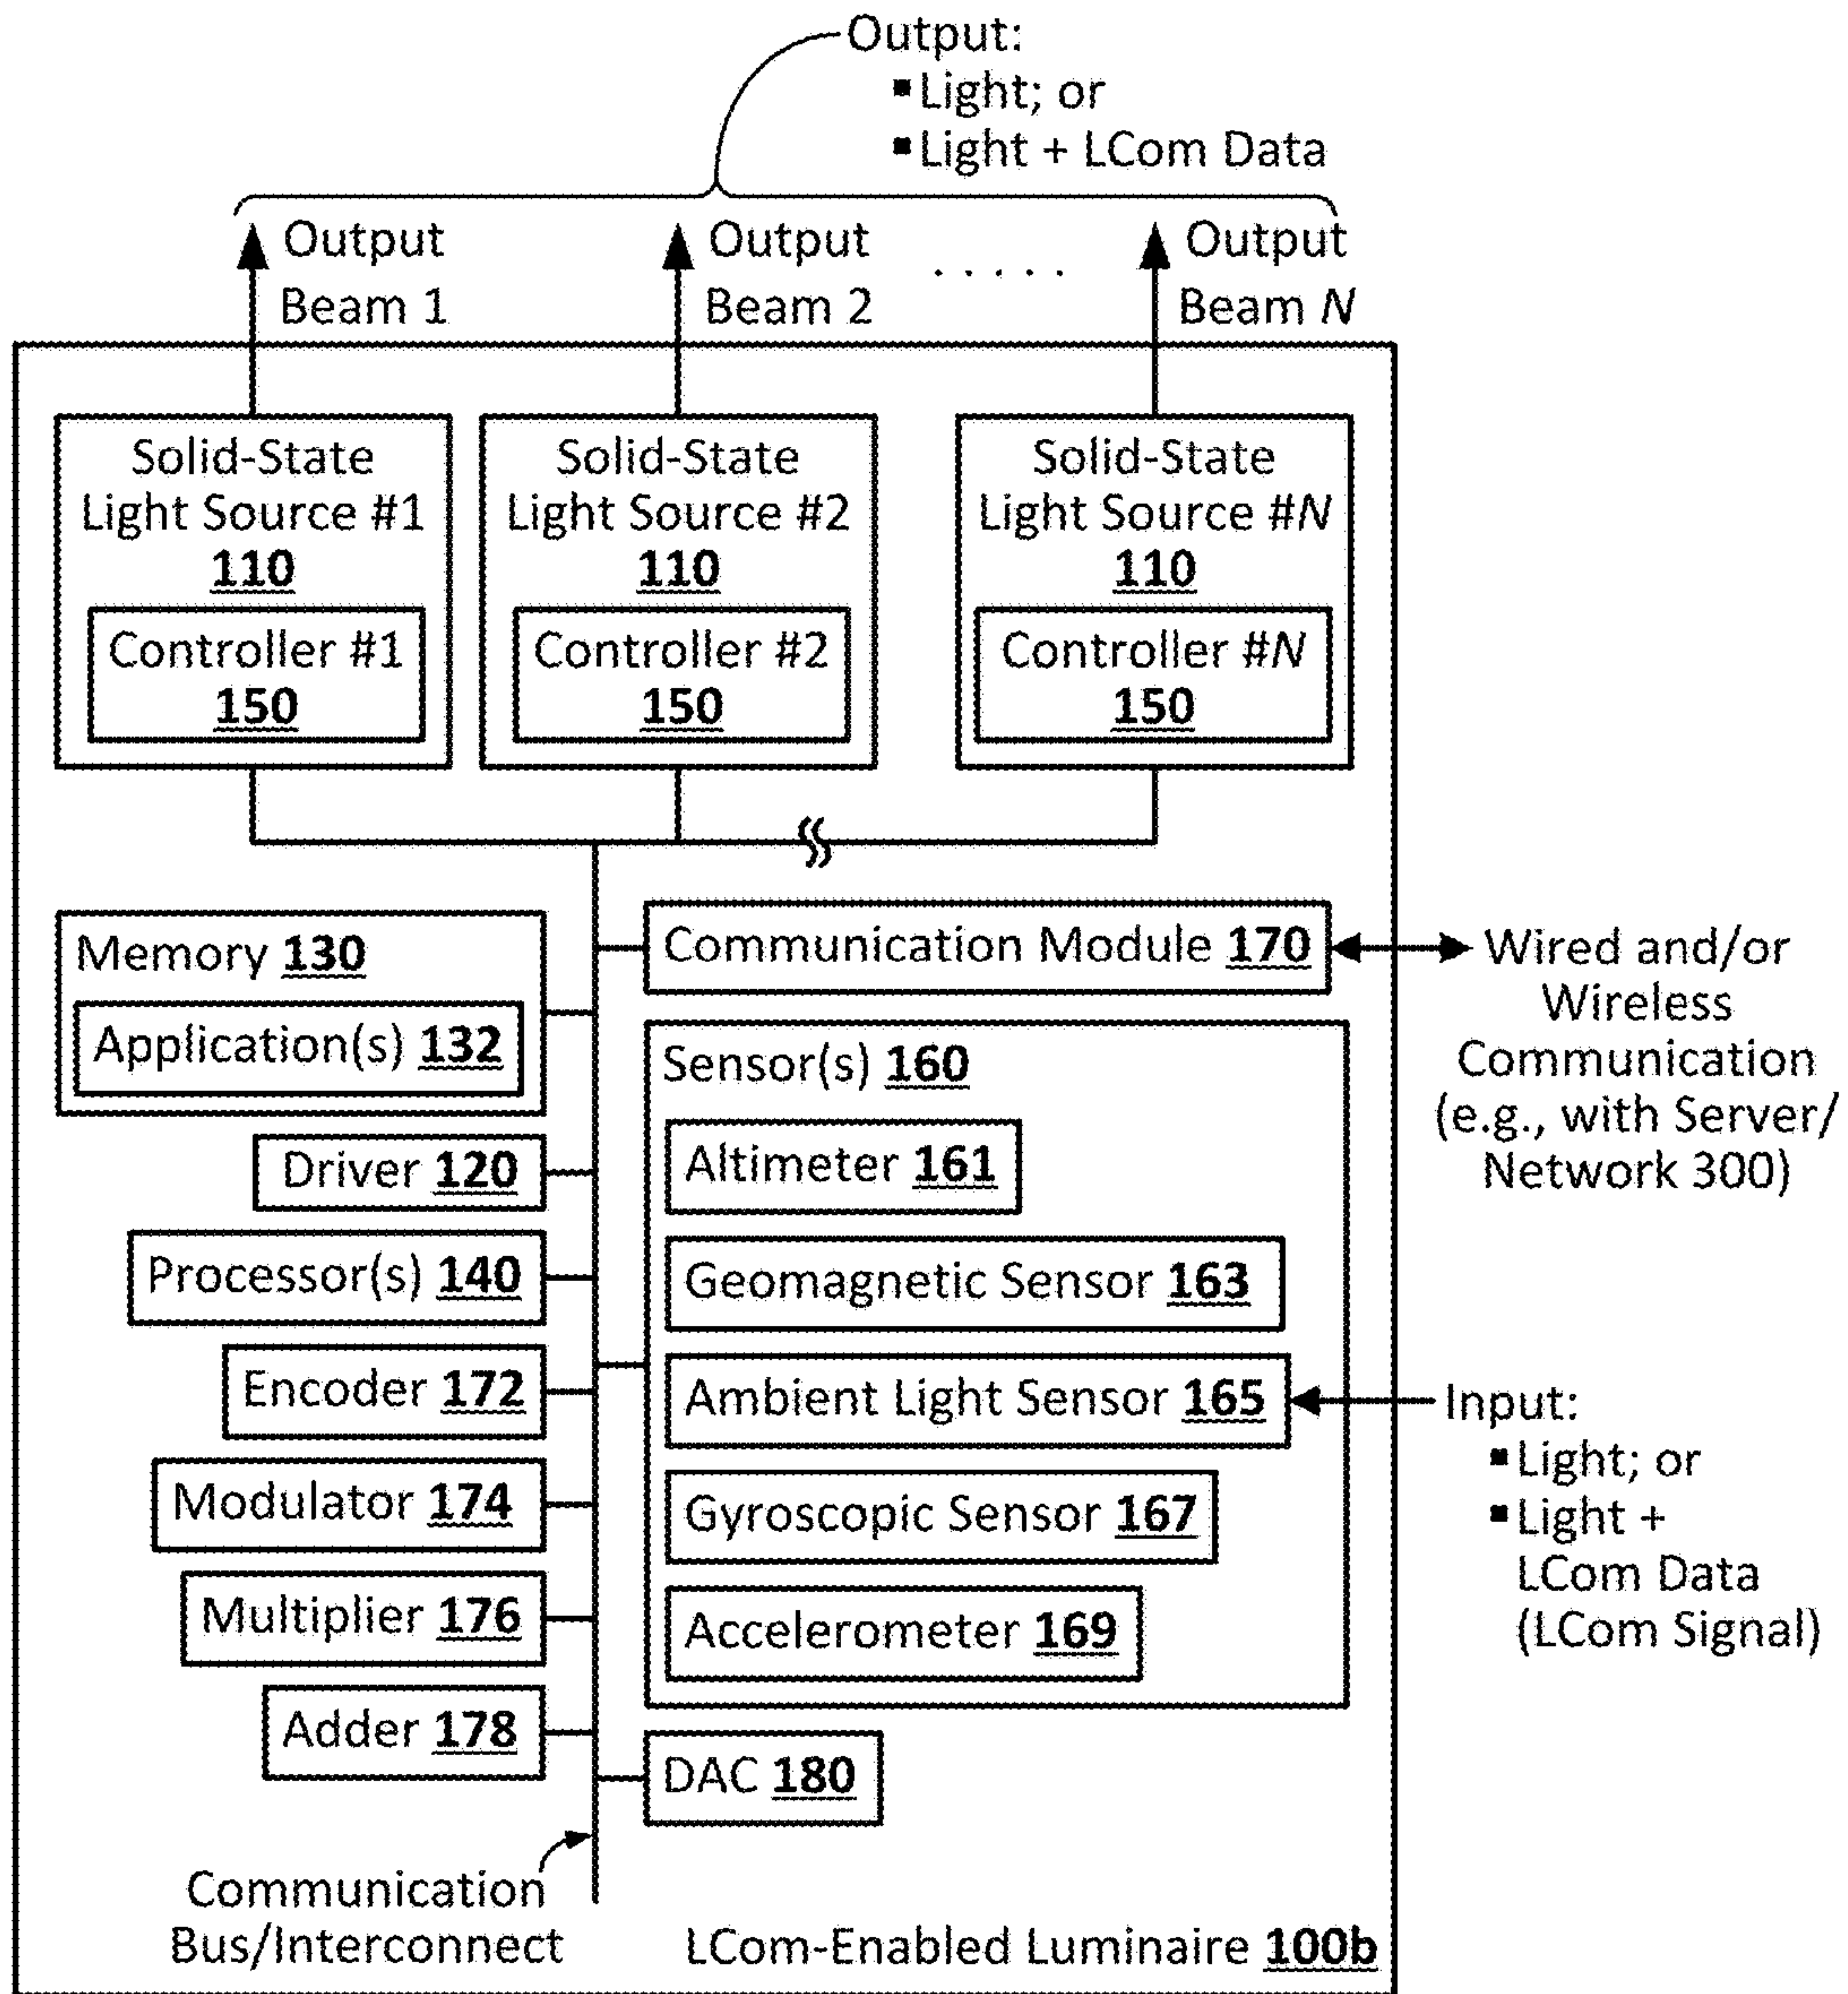 Output:
▪Light; or
▪Light + LCom Data
Output
Beam 1
Output
Beam 2
. . . . .
Output
Beam N
Solid-State
Light Source #1
110
Controller #1
150
Solid-State
Light Source #2
110
Controller #2
150
Solid-State
Light Source #N
110
Controller #N
150
Memory 130
Application(s) 132
Driver 120
Processor(s) 140
Encoder 172
Modulator 174
Multiplier 176
Adder 178
Communication Module 170
Sensor(s) 160
Altimeter 161
Geomagnetic Sensor 163
Ambient Light Sensor 165
Gyroscopic Sensor 167
Accelerometer 169
DAC 180
Wired and/or
Wireless
Communication
(e.g., with Server/
Network 300)
Input:
▪Light; or
▪Light +
LCom Data
(LCom Signal)
Communication
Bus/Interconnect
LCom-Enabled Luminaire 100b